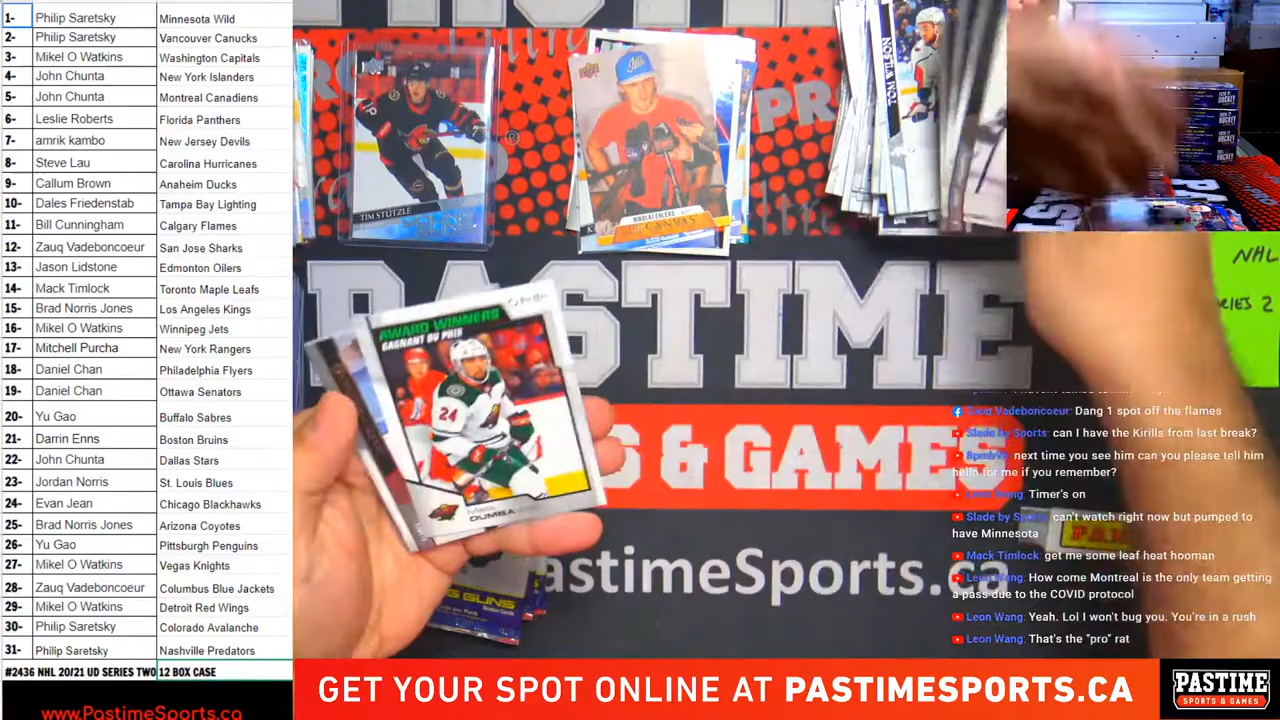 1- Philip Saretsky Minnesota Wild
2- Philip Saretsky Vancouver Canucks
3- Mikel O Watkins Washington Capitals
4- John Chunta New York Islanders
5- John Chunta Montreal Canadiens
6- Leslie Roberts Florida Panthers
7- amrik kambo New Jersey Devils
8- Steve Lau Carolina Hurricanes
9- Callum Brown Anaheim Ducks
10- Dales Friedenstab Tampa Bay Lighting
11- Bill Cunningham Calgary Flames
12- Zauq Vadeboncoeur San Jose Sharks
13- Jason Lidstone Edmonton Oilers
14- Mack Timlock Toronto Maple Leafs
15- Brad Norris Jones Los Angeles Kings
16- Mikel O Watkins Winnipeg Jets
17- Mitchell Purcha New York Rangers
18- Daniel Chan Philadelphia Flyers
19- Daniel Chan Ottawa Senators
20- Yu Gao Buffalo Sabres
21- Darrin Enns Boston Bruins
22- John Chunta Dallas Stars
23- Jordan Norris St. Louis Blues
24- Evan Jean Chicago Blackhawks
25- Brad Norris Jones Arizona Coyotes
26- Yu Gao Pittsburgh Penguins
27- Mikel O Watkins Vegas Knights
28- Zauq Vadeboncoeur Columbus Blue Jackets
29- Mikel O Watkins Detroit Red Wings
30- Philip Saretsky Colorado Avalanche
31- Philip Saretsky Nashville Predators
#2436 NHL 20/21 UD SERIES TWO 12 BOX CASE
www.PastimeSports.ca
TIM STÜTZLE
NIKOLAJ EHLERS
CANVAS
TOM WILSON
PASTIME
S & GAMES
astimeSports.ca
AWARD WINNERS
GAGNANT DU PRIX
24
DUMBA
G GUNS
NHL
RIES 2
Zauq Vadeboncoeur: Dang 1 spot off the flames
Slade by Sports: can I have the Kirills from last break?
next time you see him can you please tell him
hello for me if you remember?
Leon Wang: Timer's on
Slade by Sports: can't watch right now but pumped to
have Minnesota
Mack Timlock: get me some leaf heat hooman
Leon Wang: How come Montreal is the only team getting
a pass due to the COVID protocol
Leon Wang: Yeah. Lol I won't bug you. You're in a rush
Leon Wang: That's the "pro" rat
GET YOUR SPOT ONLINE AT PASTIMESPORTS.CA
PASTIME
SPORTS & GAMES